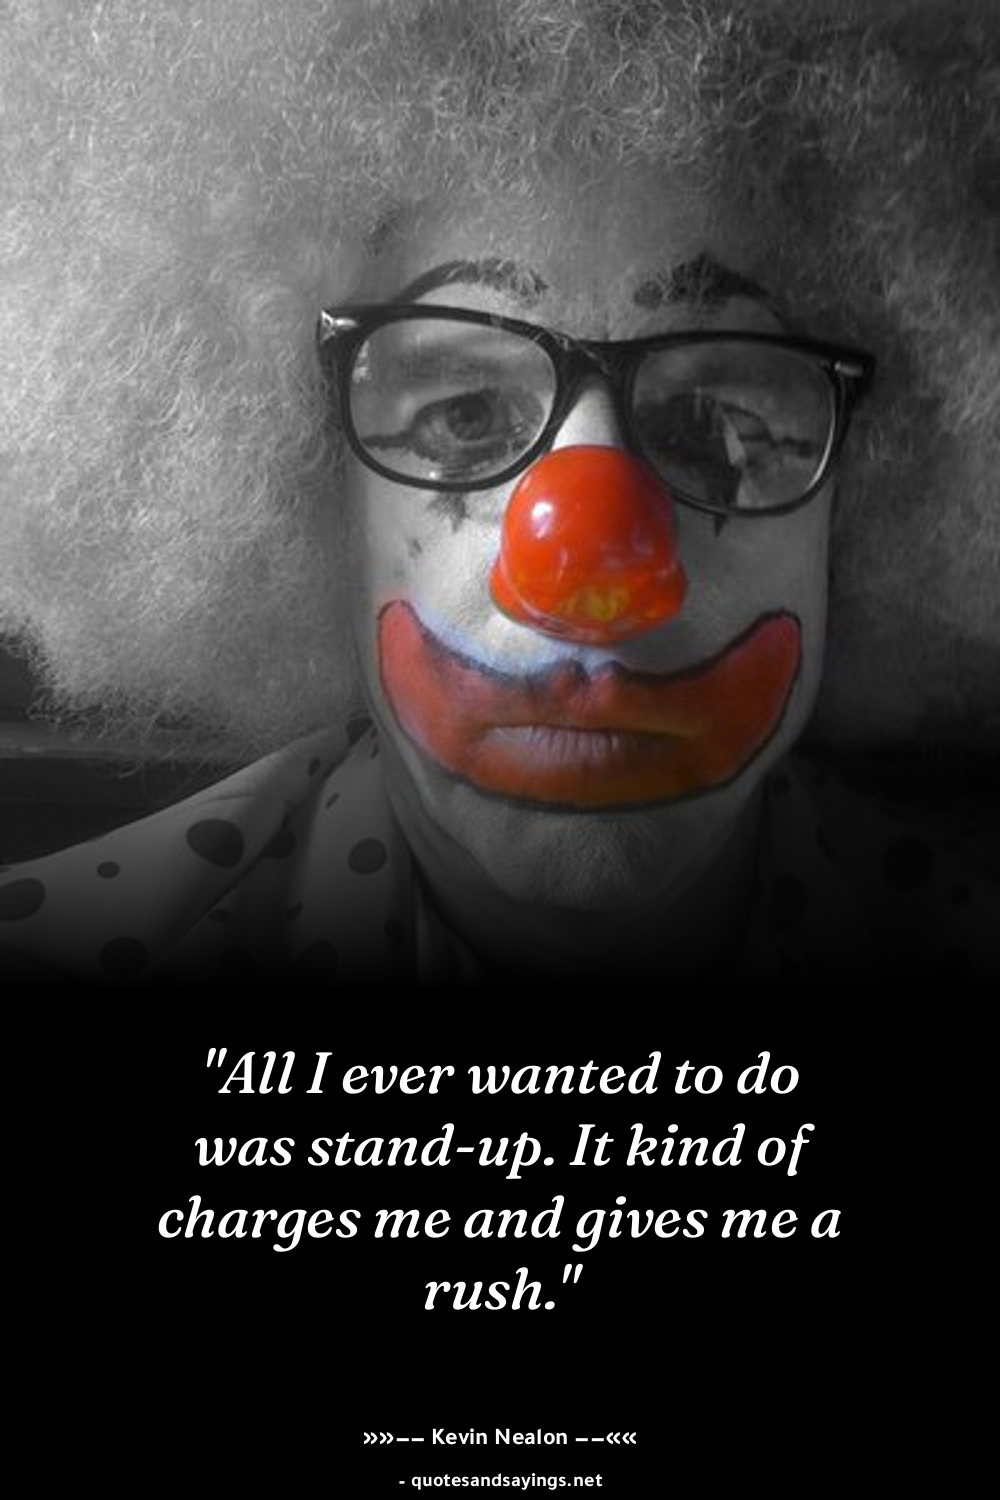 "All I ever wanted to do
was stand-up. It kind of
charges me and gives me a
rush."
»»−− Kevin Nealon −−««
- quotesandsayings.net